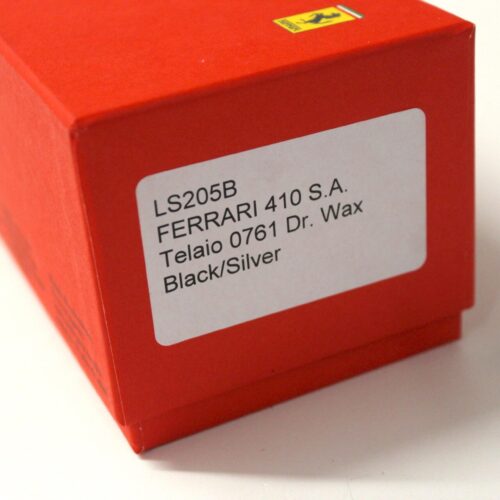 LS205B
FERRARI 410 S.A.
Telaio 0761 Dr. Wax
Black/Silver